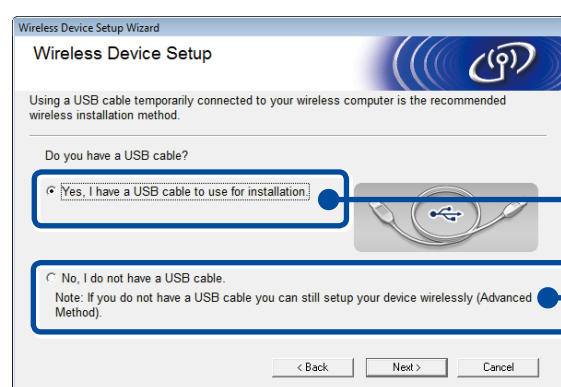 Wireless Device Setup Wizard
Wireless Device Setup
Using a USB cable temporarily connected to your wireless computer is the recommended
wireless installation method.
Do you have a USB cable?
Yes, I have a USB cable to use for installation.
No, I do not have a USB cable.
Note: If you do not have a USB cable you can still setup your device wirelessly (Advanced
Method).
< Back
Next >
Cancel